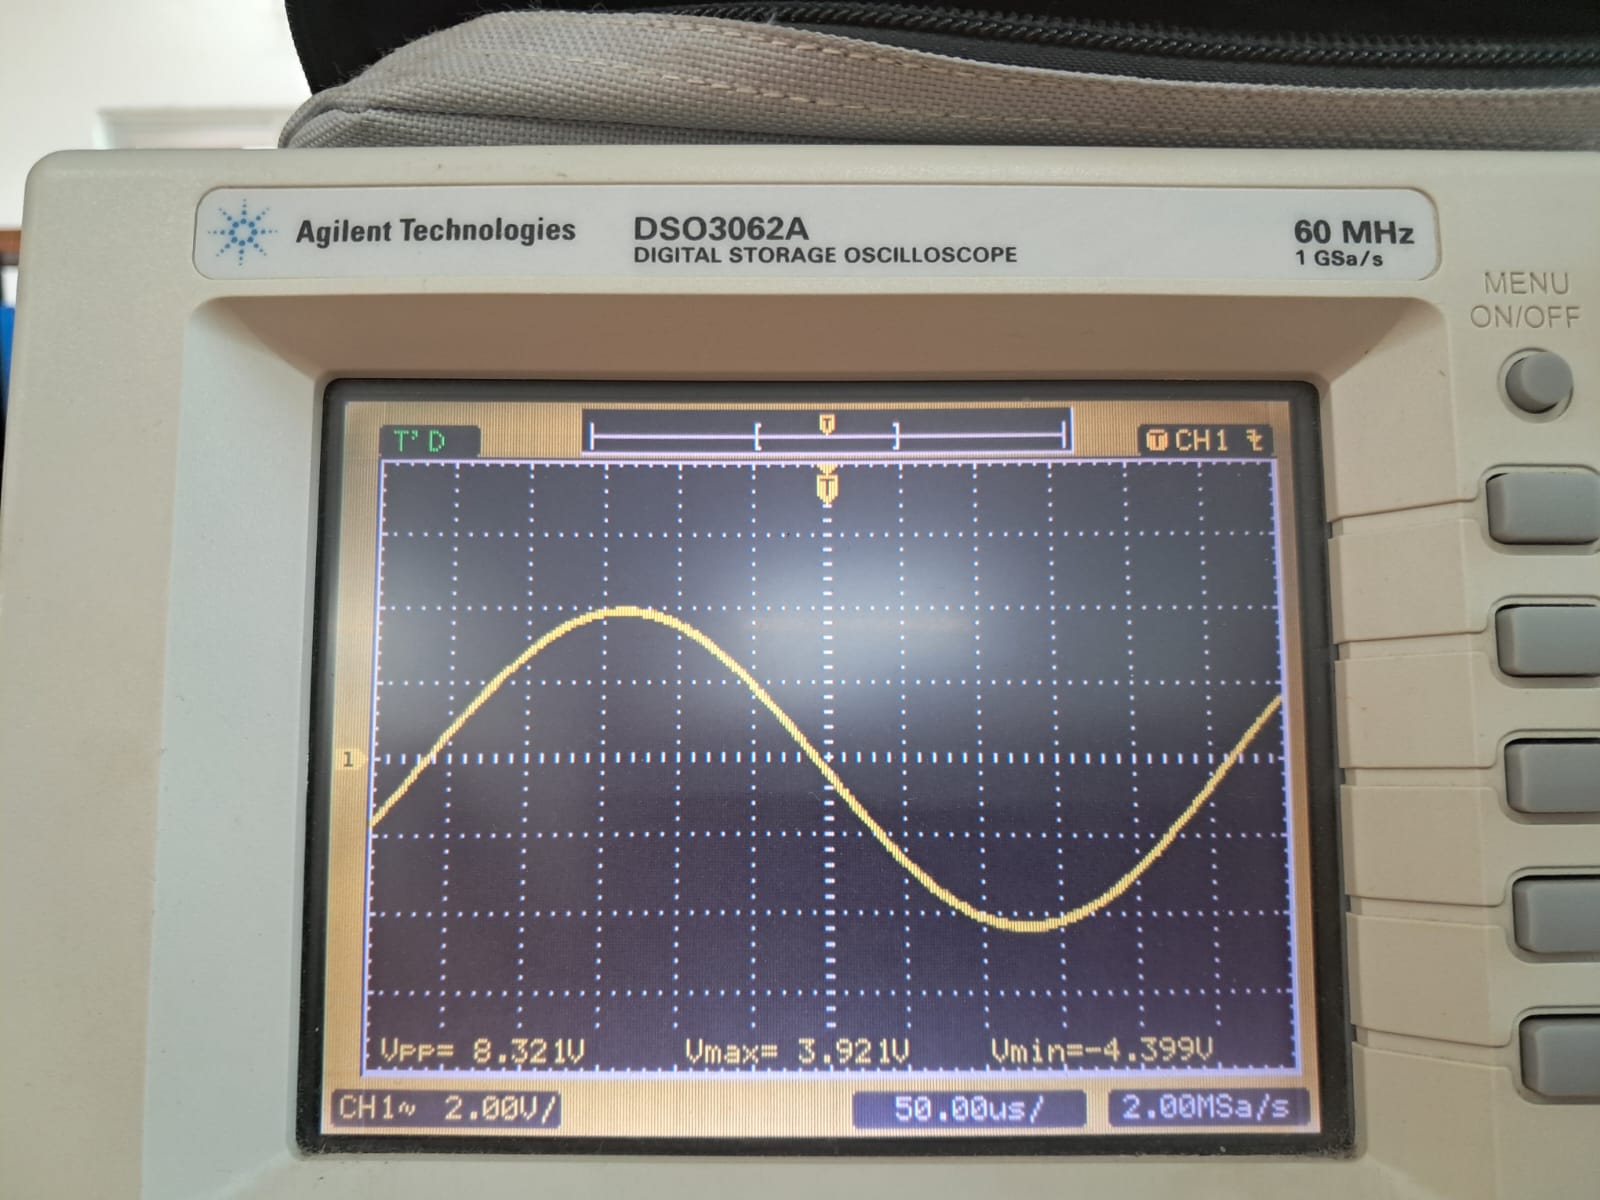 Agilent Technologies
DSO3062A
DIGITAL STORAGE OSCILLOSCOPE
60 MHz
1 GSa/s
MENU
ON/OFF
T'D
T
T CH1
T
1
Vpp= 8.321V Vmax= 3.921V Vmin=-4.399V
CH1~ 2.00V/ 50.00us/ 2.00MSa/s